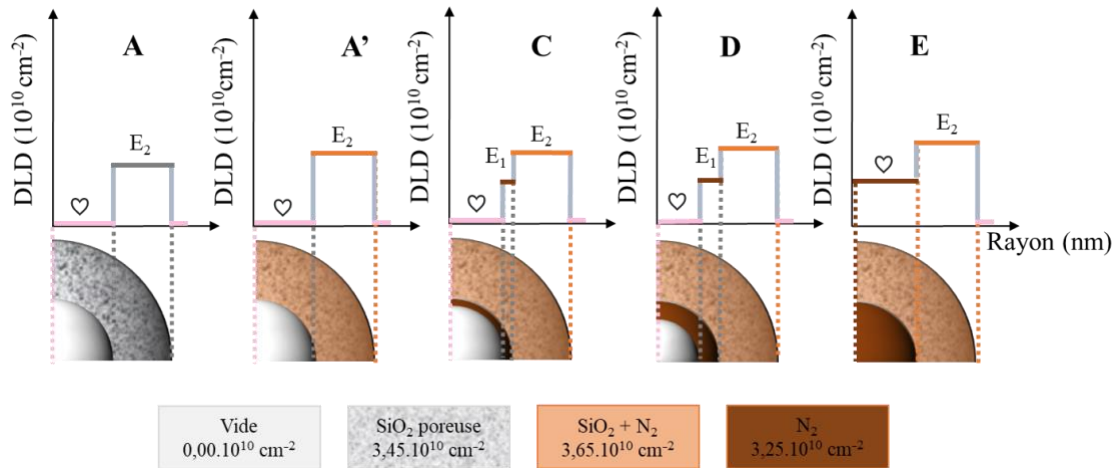 A
DLD (10¹⁰cm⁻²)
♡
E₂
A’
DLD (10¹⁰cm⁻²)
♡
E₂
C
DLD (10¹⁰cm⁻²)
♡
E₁
E₂
D
DLD (10¹⁰cm⁻²)
♡
E₁
E₂
E
DLD (10¹⁰cm⁻²)
♡
E₂
Rayon (nm)
Vide
0,00.10¹⁰ cm⁻²
SiO₂ poreuse
3,45.10¹⁰ cm⁻²
SiO₂ + N₂
3,65.10¹⁰ cm⁻²
N₂
3,25.10¹⁰ cm⁻²